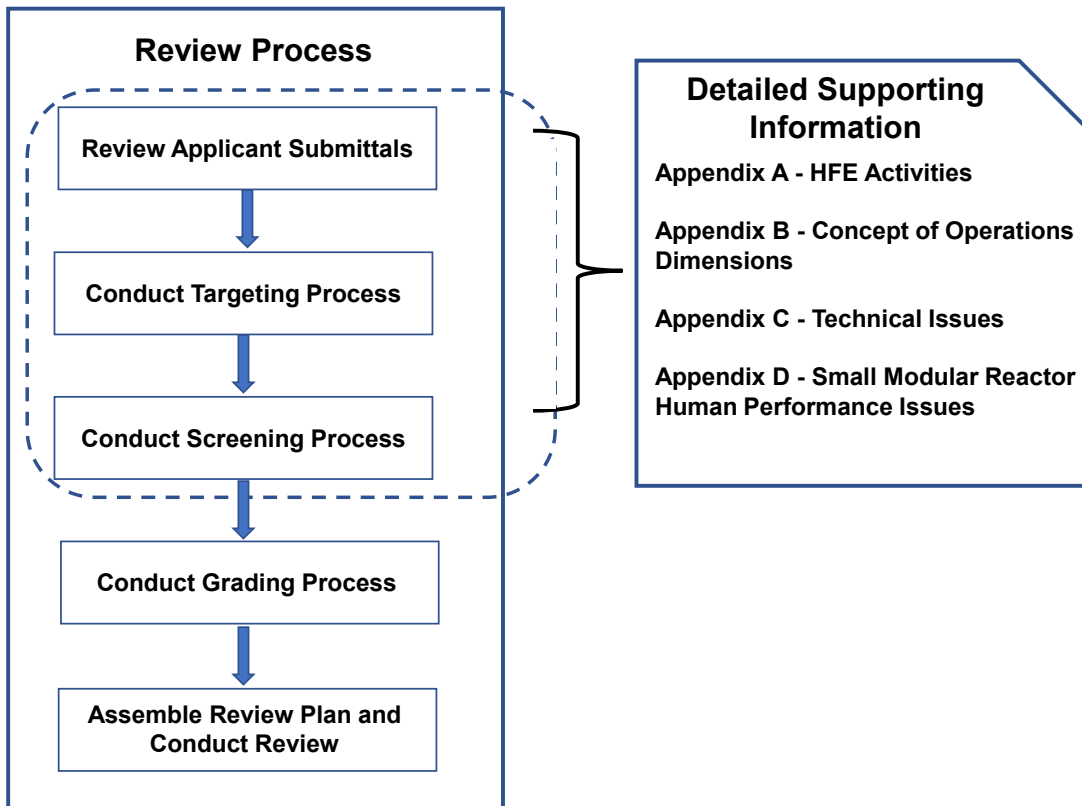 Review Process
Review Applicant Submittals
Conduct Targeting Process
Conduct Screening Process
Conduct Grading Process
Assemble Review Plan and
Conduct Review
Detailed Supporting
Information
Appendix A - HFE Activities
Appendix B - Concept of Operations
Dimensions
Appendix C - Technical Issues
Appendix D - Small Modular Reactor
Human Performance Issues